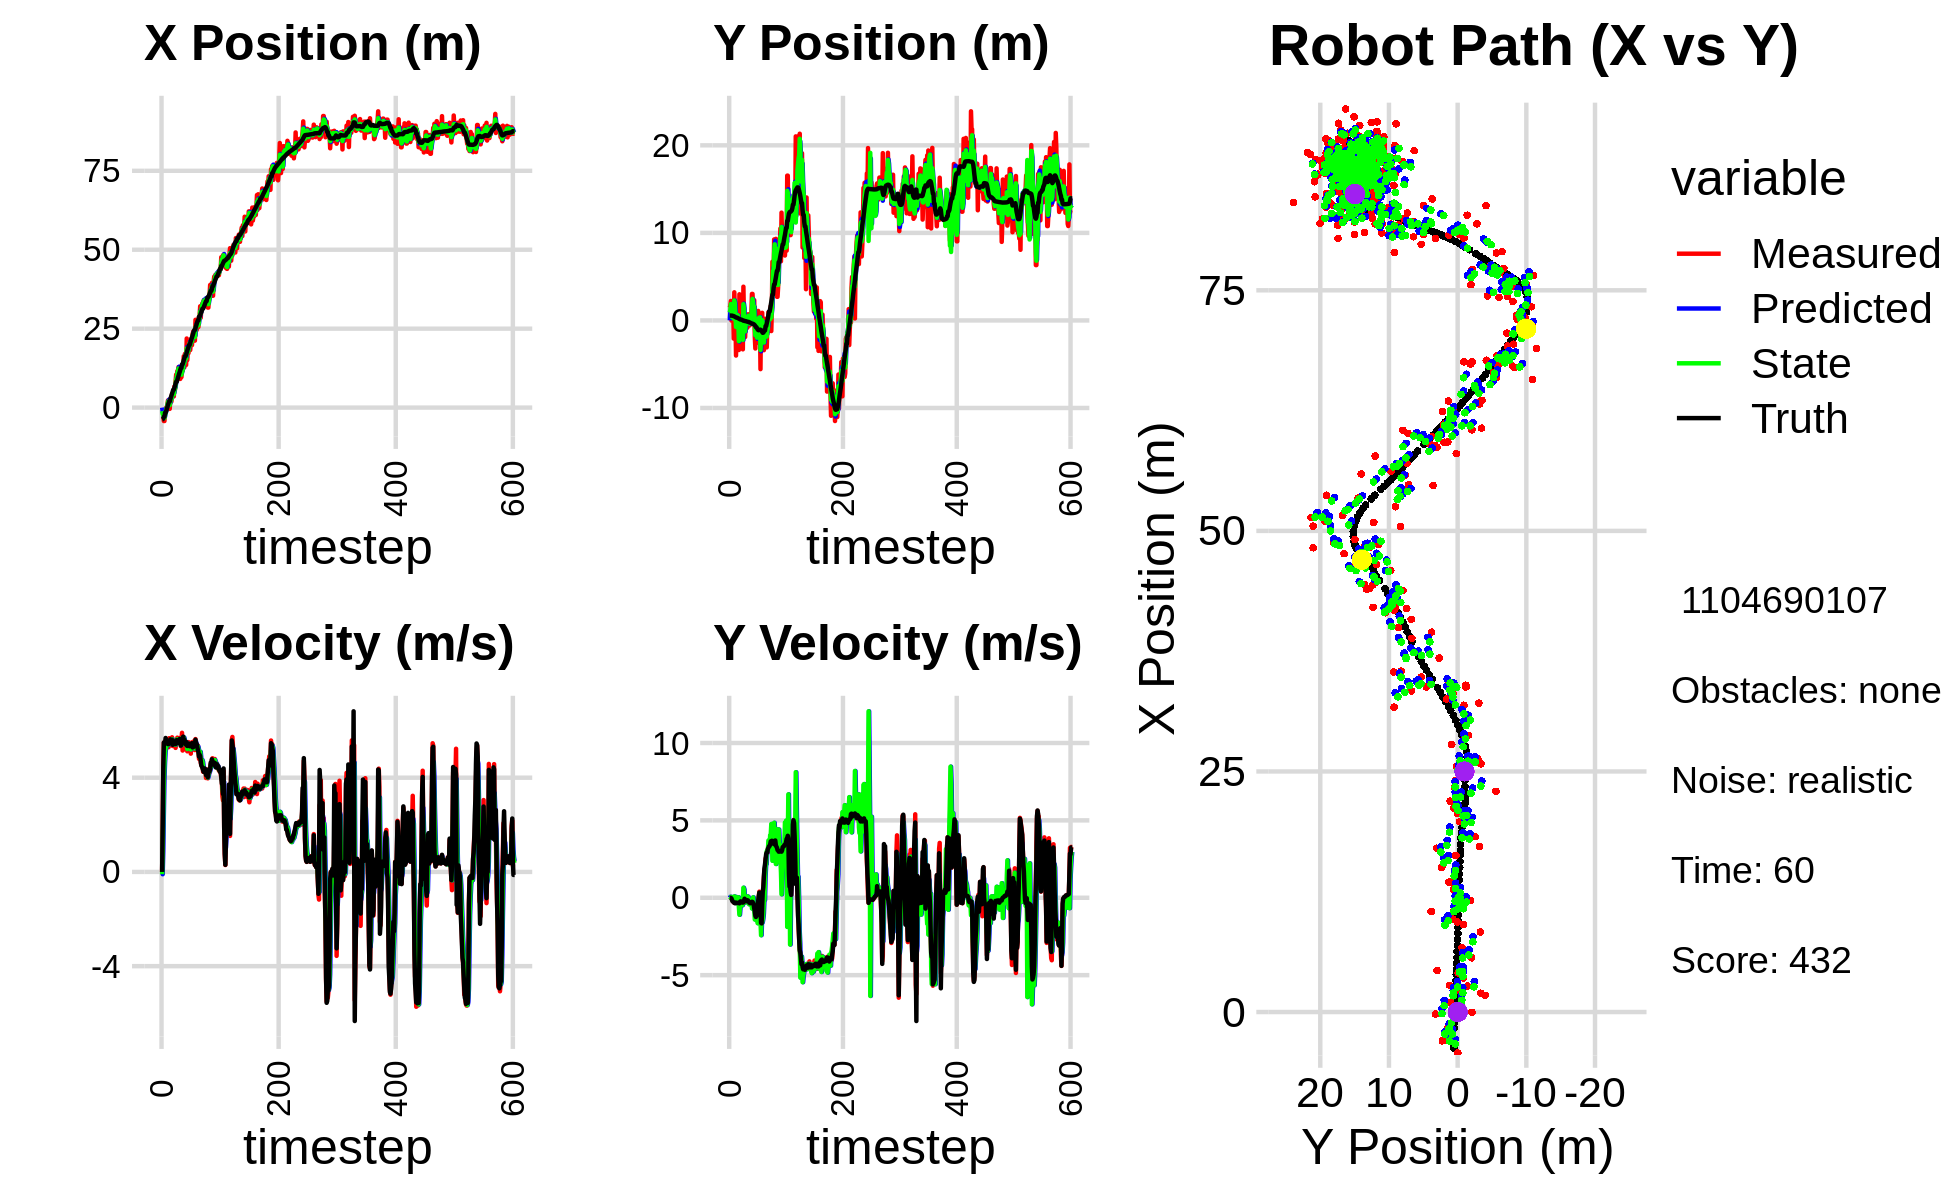 X Position (m)
75
50
25
0
0
200
400
600
timestep
Y Position (m)
20
10
0
-10
0
200
400
600
timestep
X Velocity (m/s)
4
0
-4
0
200
400
600
timestep
Y Velocity (m/s)
10
5
0
-5
0
200
400
600
timestep
Robot Path (X vs Y)
X Position (m)
75
50
25
0
20 10 0 -10 -20
Y Position (m)
variable
Measured
Predicted
State
Truth
1104690107
Obstacles: none
Noise: realistic
Time: 60
Score: 432